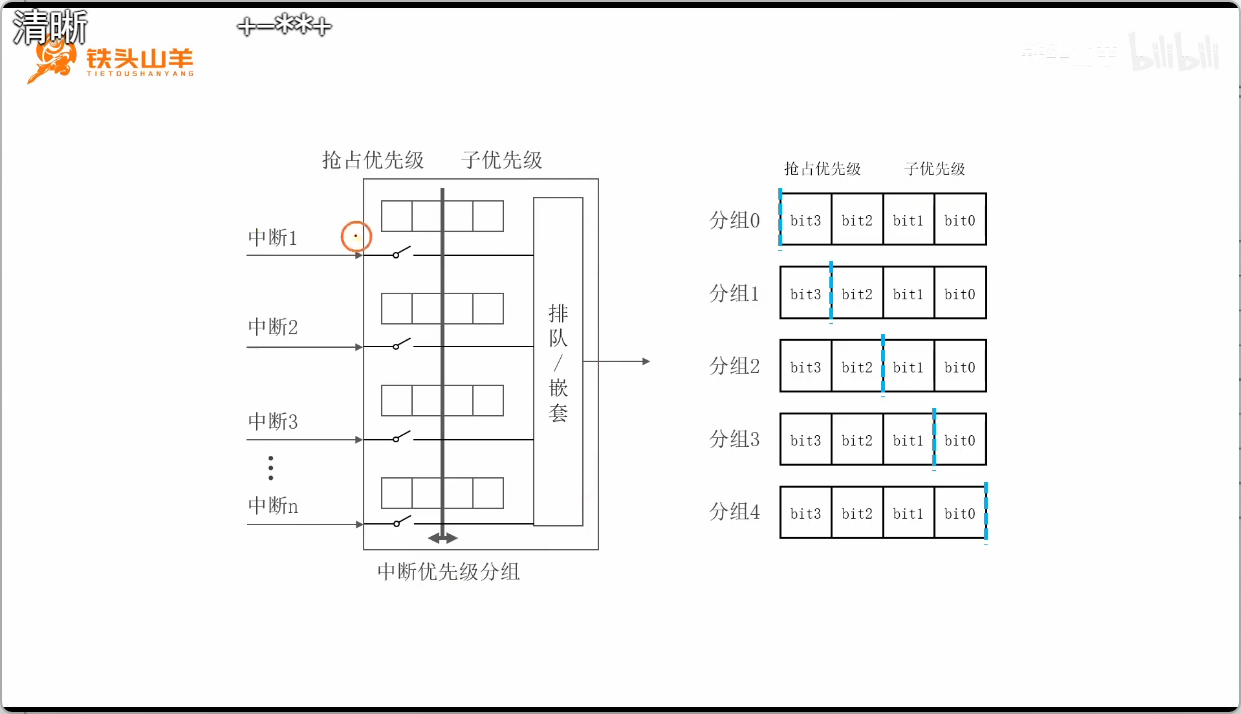 清晰
+—**+
铁头山羊
TIETOUSHANYANG
bilibili
抢占优先级 子优先级
中断1
中断2
中断3
中断n
排队/嵌套
中断优先级分组
抢占优先级 子优先级
分组0 bit3 bit2 bit1 bit0
分组1 bit3 bit2 bit1 bit0
分组2 bit3 bit2 bit1 bit0
分组3 bit3 bit2 bit1 bit0
分组4 bit3 bit2 bit1 bit0